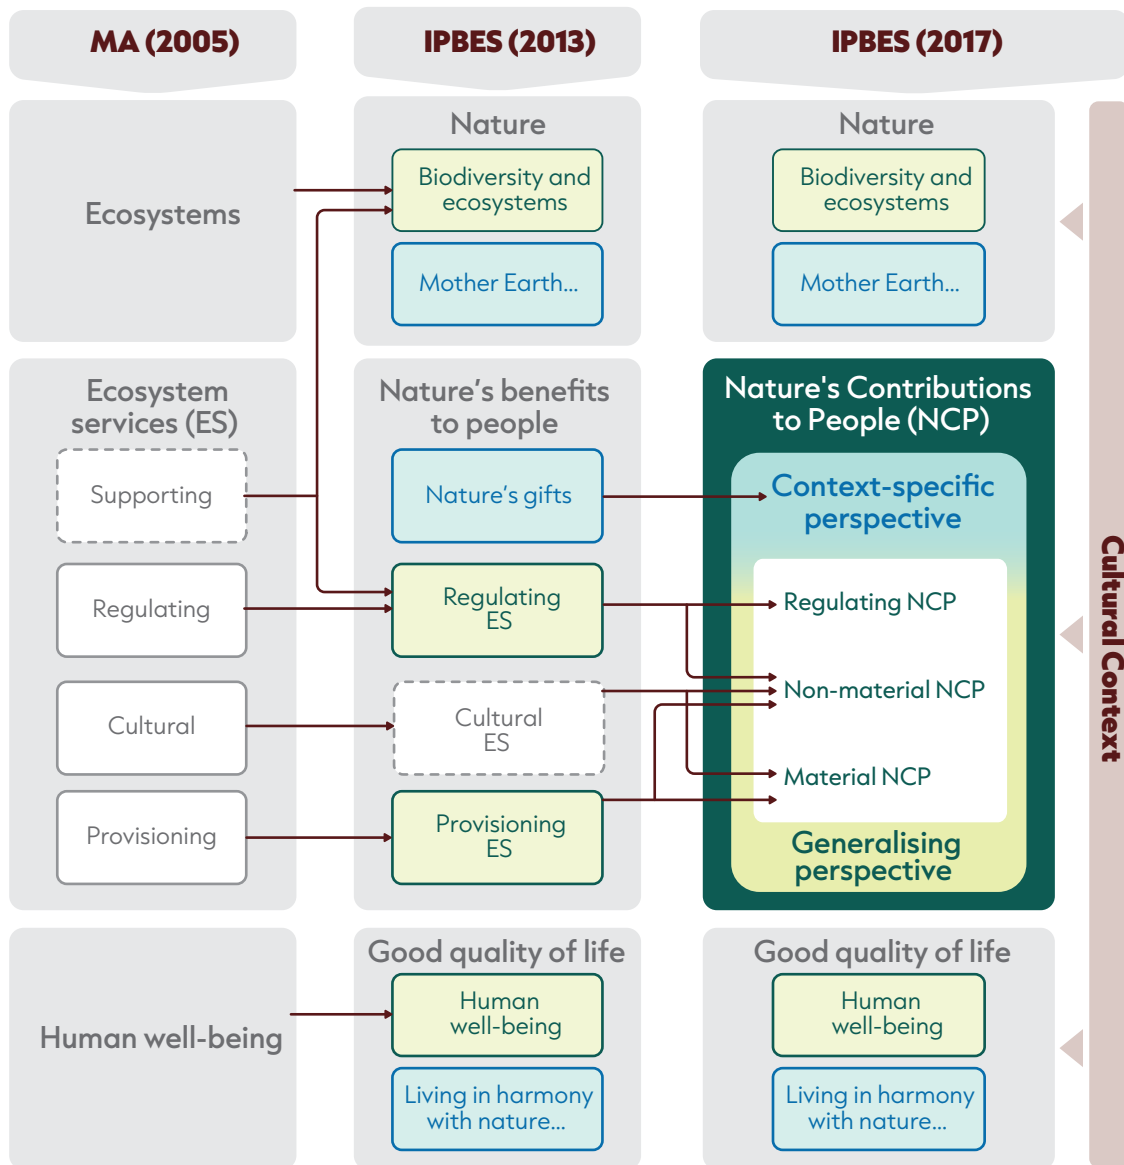 MA (2005)
IPBES (2013)
IPBES (2017)
Ecosystems
Nature
Biodiversity and
ecosystems
Mother Earth...
Nature
Biodiversity and
ecosystems
Mother Earth...
Ecosystem
services (ES)
Supporting
Regulating
Cultural
Provisioning
Nature’s benefits
to people
Nature’s gifts
Regulating
ES
Cultural
ES
Provisioning
ES
Nature's Contributions
to People (NCP)
Context-specific
perspective
Regulating NCP
Non-material NCP
Material NCP
Generalising
perspective
Human well-being
Good quality of life
Human
well-being
Living in harmony
with nature...
Good quality of life
Human
well-being
Living in harmony
with nature...
Cultural Context